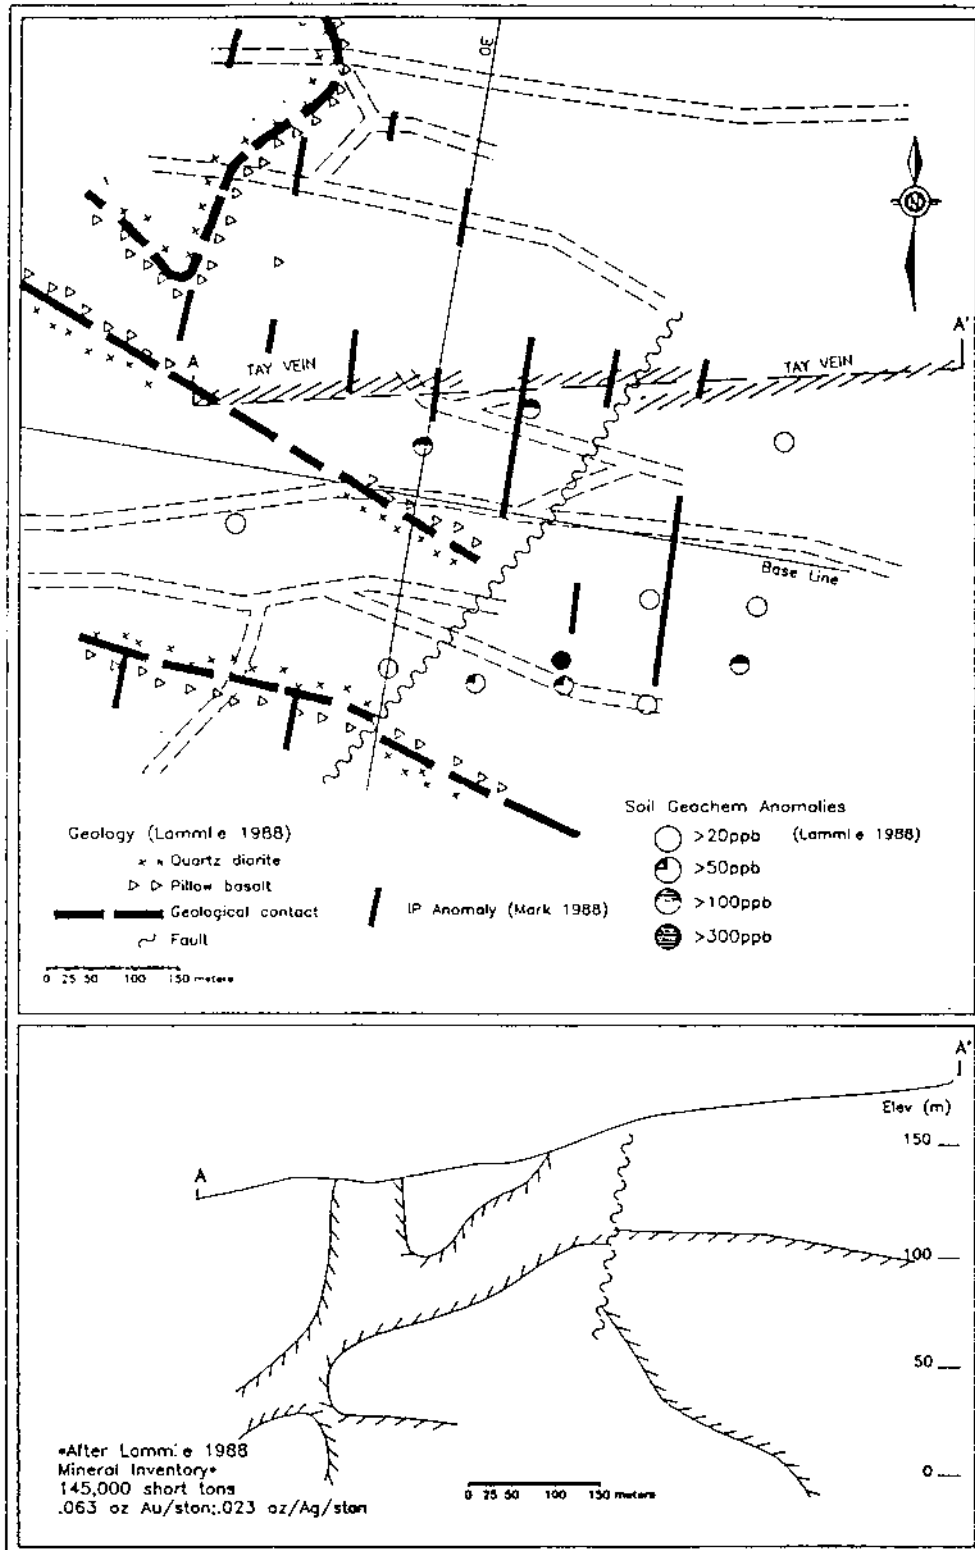 OE
N
A'
TAY VEIN
TAY VEIN
A
Base Line
Geology (Lammle 1988)
Quartz diorite
Pillow basalt
Geological contact
Fault
0 25 50 100 150 meters
IP Anomaly (Mark 1988)
Soil Geochem Anomalies
>20ppb (Lammle 1988)
>50ppb
>100ppb
>300ppb
A'
Elev (m)
150
A
100
50
0
*After Lammle 1988
Mineral Inventory*
145,000 short tons
.063 oz Au/ston;.023 oz/Ag/ston
0 25 50 100 150 meters